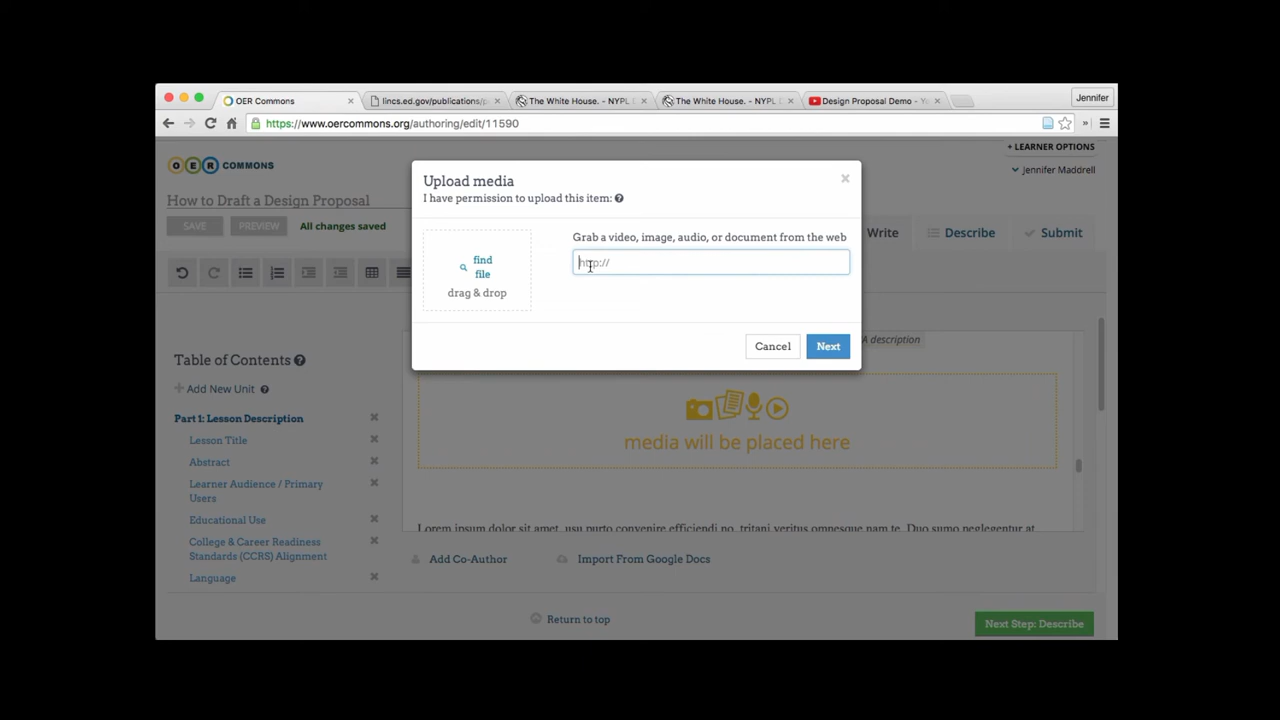 OER Commons
lincs.ed.gov/publications/p
The White House. - NYPL
The White House. - NYPL
Design Proposal Demo - Yo
Jennifer
https://www.oercommons.org/authoring/edit/11590
OER COMMONS
+ LEARNER OPTIONS
Jennifer Maddrell
How to Draft a Design Proposal
SAVE
PREVIEW
All changes saved
Write
Describe
Submit
Upload media
I have permission to upload this item:
Grab a video, image, audio, or document from the web
http://
find
file
drag & drop
Cancel
Next
A description
Table of Contents
Add New Unit
Part 1: Lesson Description
Lesson Title
Abstract
Learner Audience / Primary
Users
Educational Use
College & Career Readiness
Standards (CCRS) Alignment
Language
media will be placed here
Lorem ipsum dolor sit amet, usu purto convenire efficiendi no, tritani veritus omnesque nam te. Duo sumo neglegentur at
Add Co-Author
Import From Google Docs
Return to top
Next Step: Describe